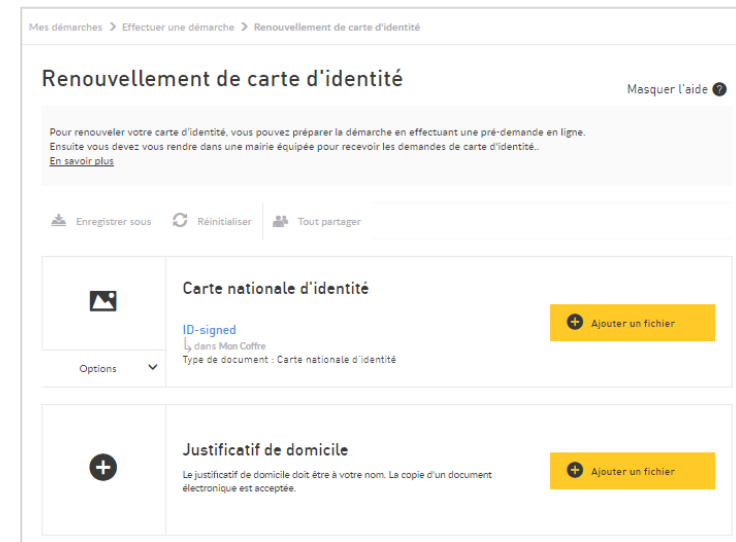 Mes démarches > Effectuer une démarche > Renouvellement de carte d'identité
Renouvellement de carte d'identité
Masquer l'aide ?
Pour renouveler votre carte d'identité, vous pouvez préparer la démarche en effectuant une pré-demande en ligne.
Ensuite vous devez vous rendre dans une mairie équipée pour recevoir les demandes de carte d'identité..
En savoir plus
Enregistrer sous
Réinitialiser
Tout partager
Carte nationale d'identité
ID-signed
dans Mon Coffre
Type de document : Carte nationale d'identité
Ajouter un fichier
Options
Justificatif de domicile
Le justificatif de domicile doit être à votre nom. La copie d'un document
électronique est acceptée.
Ajouter un fichier